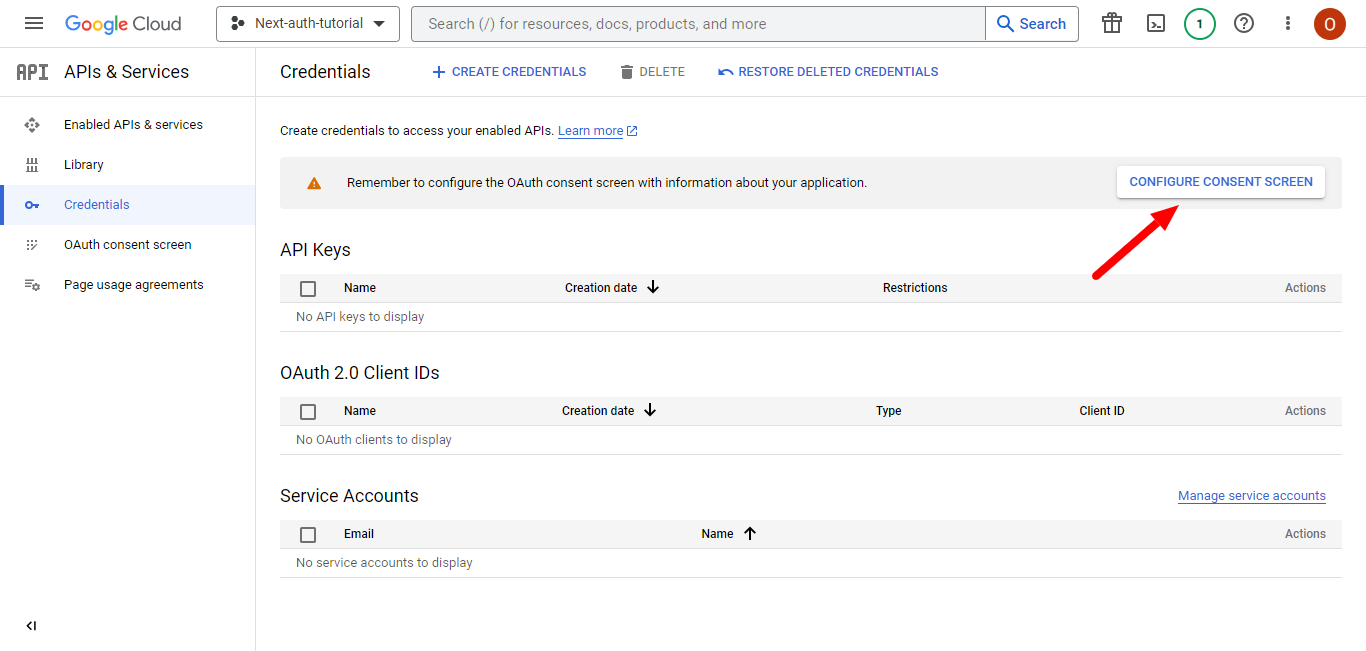 Google Cloud
Next-auth-tutorial
Search (/) for resources, docs, products, and more
Search
1
O
API
APIs & Services
Credentials
CREATE CREDENTIALS
DELETE
RESTORE DELETED CREDENTIALS
Enabled APIs & services
Library
Credentials
OAuth consent screen
Page usage agreements
Create credentials to access your enabled APIs. Learn more
Remember to configure the OAuth consent screen with information about your application.
CONFIGURE CONSENT SCREEN
API Keys
Name Creation date Restrictions Actions
No API keys to display
OAuth 2.0 Client IDs
Name Creation date Type Client ID Actions
No OAuth clients to display
Service Accounts
Manage service accounts
Email Name Actions
No service accounts to display